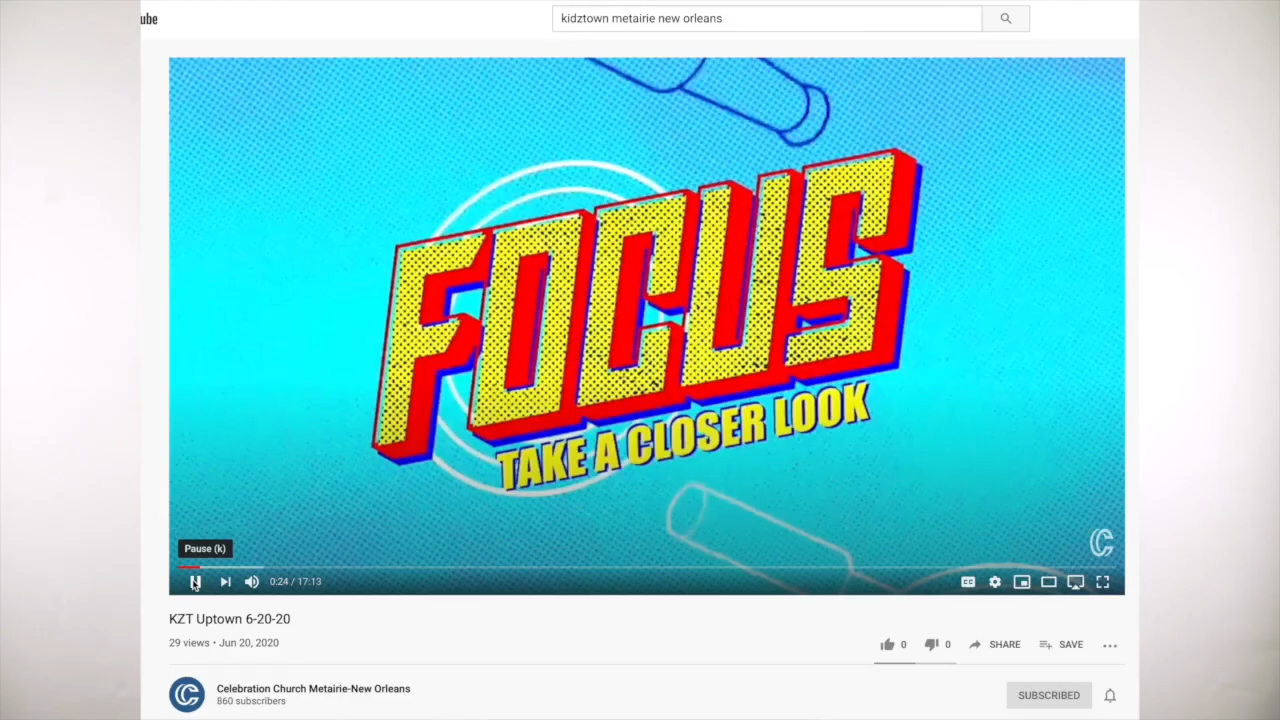 ube
kidztown metairie new orleans
FOCUS
TAKE A CLOSER LOOK
Pause (k)
0:24 / 17:13
CC
KZT Uptown 6-20-20
29 views • Jun 20, 2020
0 0 SHARE SAVE
Celebration Church Metairie-New Orleans
860 subscribers
SUBSCRIBED